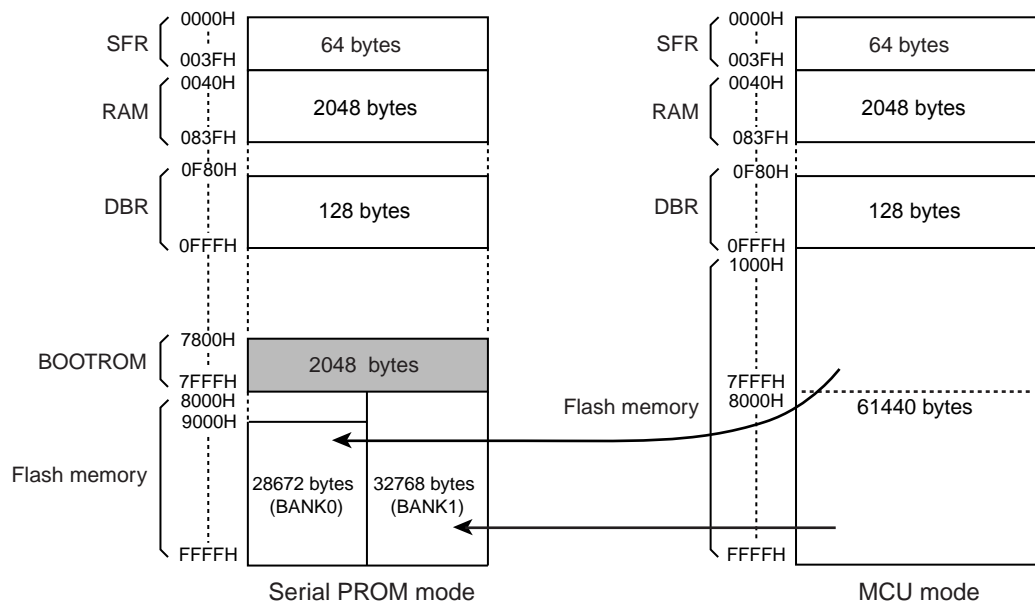 0000H
SFR
64 bytes
003FH
0040H
RAM
2048 bytes
083FH
0F80H
DBR
128 bytes
0FFFH
7800H
BOOTROM
2048 bytes
7FFFH
8000H
9000H
Flash memory
28672 bytes
(BANK0)
32768 bytes
(BANK1)
FFFFH
Serial PROM mode
0000H
SFR
64 bytes
003FH
0040H
RAM
2048 bytes
083FH
0F80H
DBR
128 bytes
0FFFH
1000H
7FFFH
8000H
Flash memory
61440 bytes
FFFFH
MCU mode